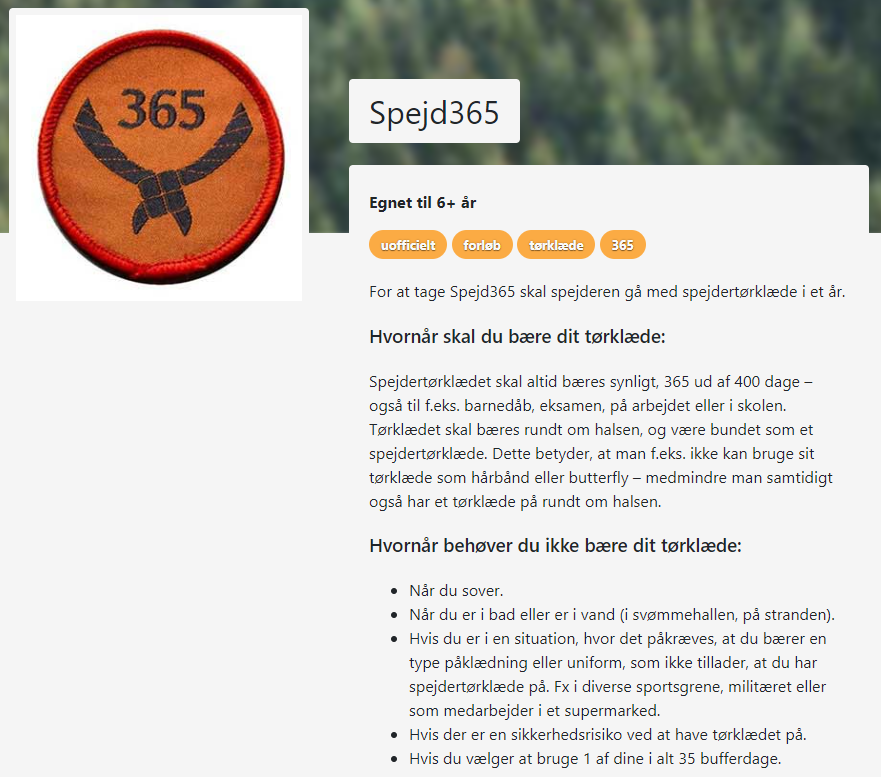 365
Spejd365
Egnet til 6+ år
uofficielt forløb tørklæde 365
For at tage Spejd365 skal spejderen gå med spejdertørklæde i et år.
Hvornår skal du bære dit tørklæde:
Spejdertørklædet skal altid bæres synligt, 365 ud af 400 dage –
også til f.eks. barnedåb, eksamen, på arbejdet eller i skolen.
Tørklædet skal bæres rundt om halsen, og være bundet som et
spejdertørklæde. Dette betyder, at man f.eks. ikke kan bruge sit
tørklæde som hårbånd eller butterfly – medmindre man samtidigt
også har et tørklæde på rundt om halsen.
Hvornår behøver du ikke bære dit tørklæde:
• Når du sover.
• Når du er i bad eller er i vand (i svømmehallen, på stranden).
• Hvis du er i en situation, hvor det påkræves, at du bærer en
type påklædning eller uniform, som ikke tillader, at du har
spejdertørklæde på. Fx i diverse sportsgrene, militæret eller
som medarbejder i et supermarked.
• Hvis der er en sikkerhedsrisiko ved at have tørklædet på.
• Hvis du vælger at bruge 1 af dine i alt 35 bufferdage.